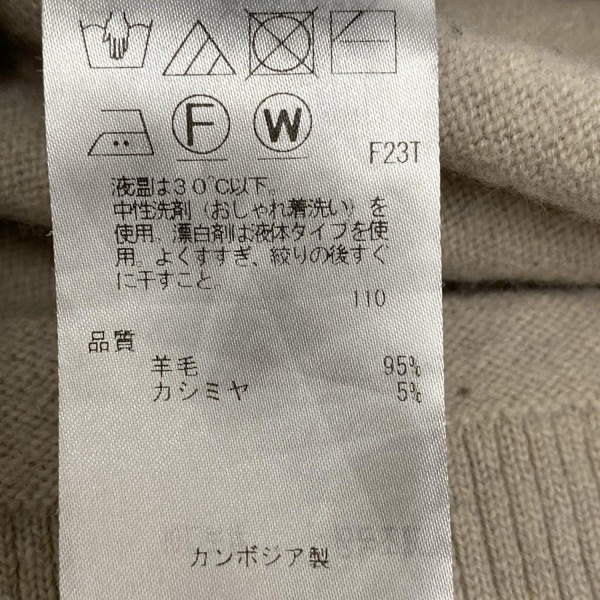 F W F23T
液温は30℃以下。
中性洗剤（おしゃれ着洗い）を
使用、漂白剤は液体タイプを使
用。よくすすぎ、絞りの後すぐ
に干すこと。
110
品質
羊毛 95%
カシミヤ 5%
カンボジア製